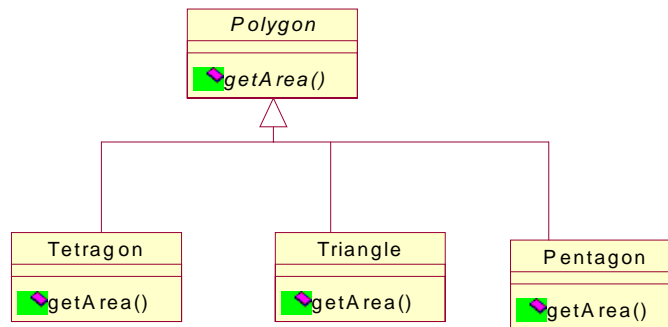 Polygon
getArea()
Tetragon
getArea()
Triangle
getArea()
Pentagon
getArea()